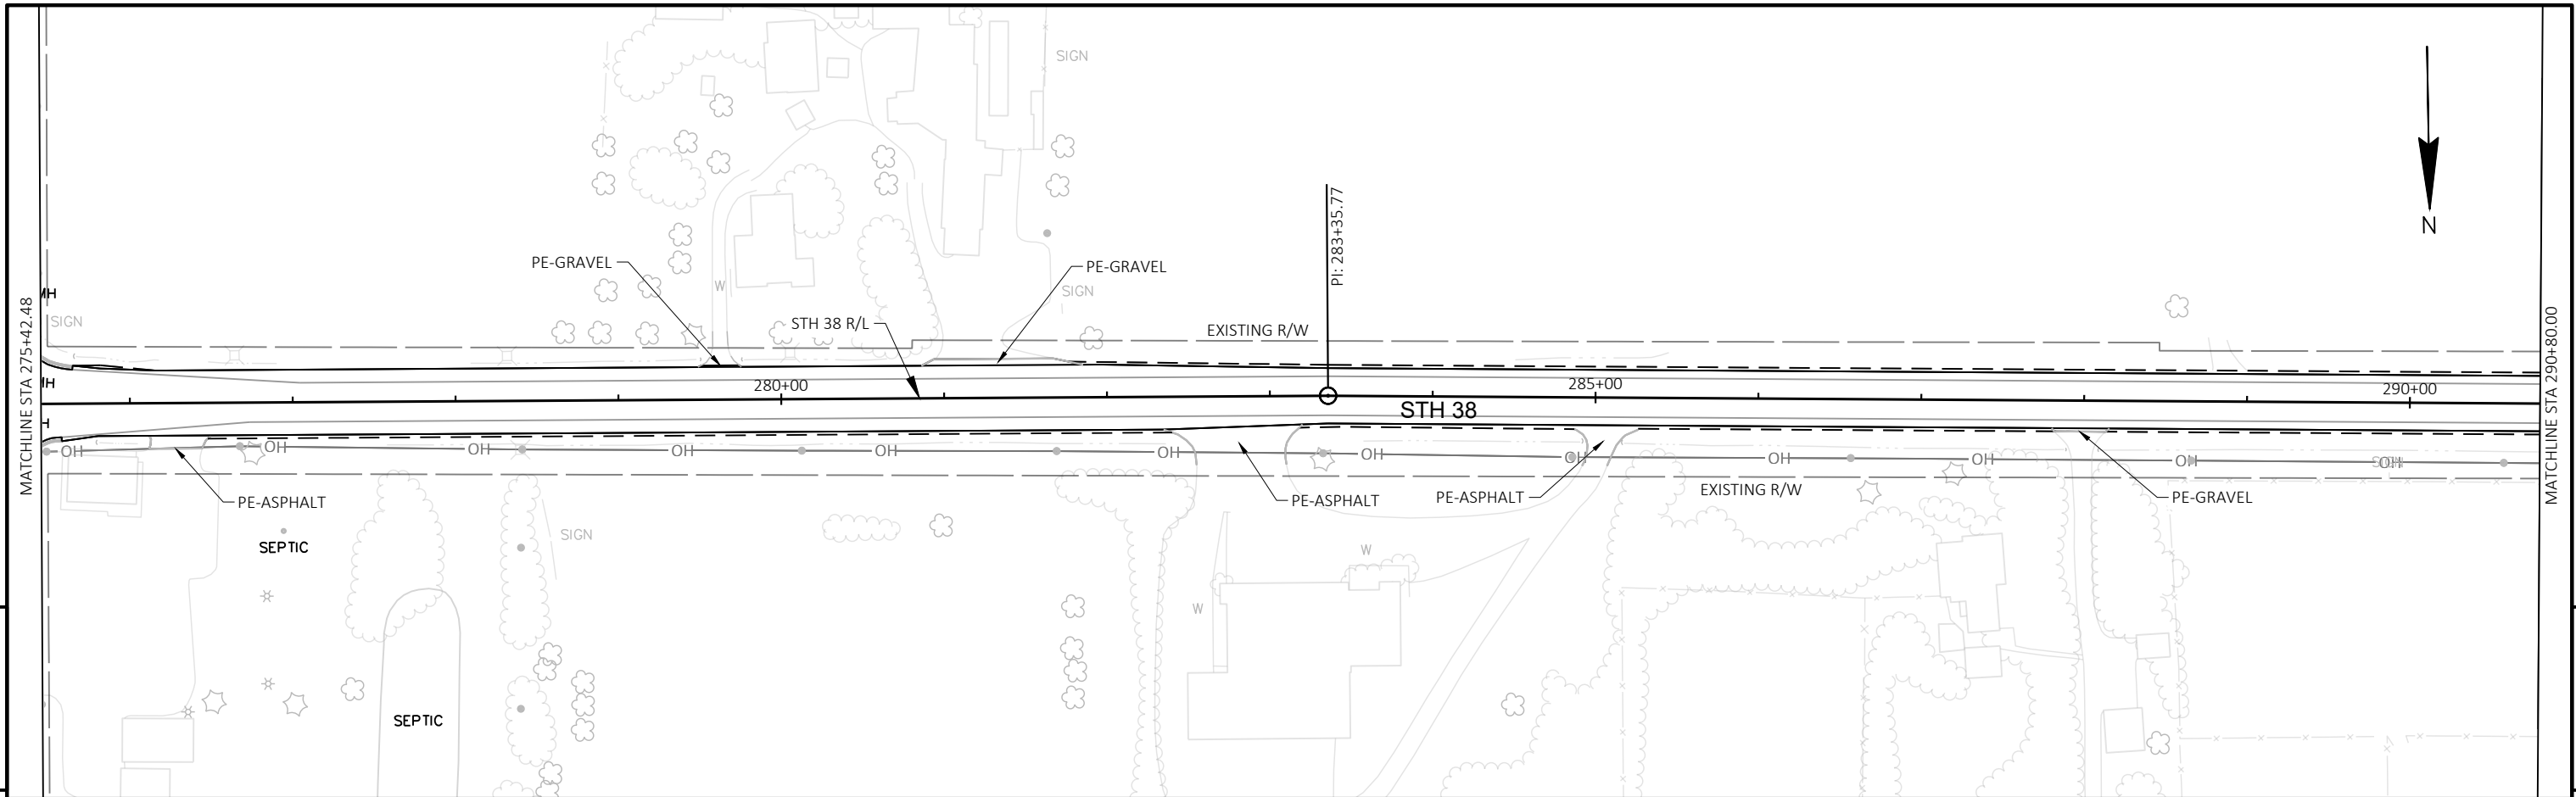 SIGN
N
PI: 283+35.77
PE-GRAVEL
PE-GRAVEL
W
SIGN
MATCHLINE STA 275+42.48
MATCHLINE STA 290+80.00
SIGN
STH 38 R/L
EXISTING R/W
280+00
285+00
290+00
STH 38
OH
OH
OH
OH
OH
OH
OH
OH
OH
OH
OH
OH
SIGN
PE-ASPHALT
PE-ASPHALT
PE-ASPHALT
EXISTING R/W
PE-GRAVEL
SIGN
SEPTIC
W
W
SEPTIC